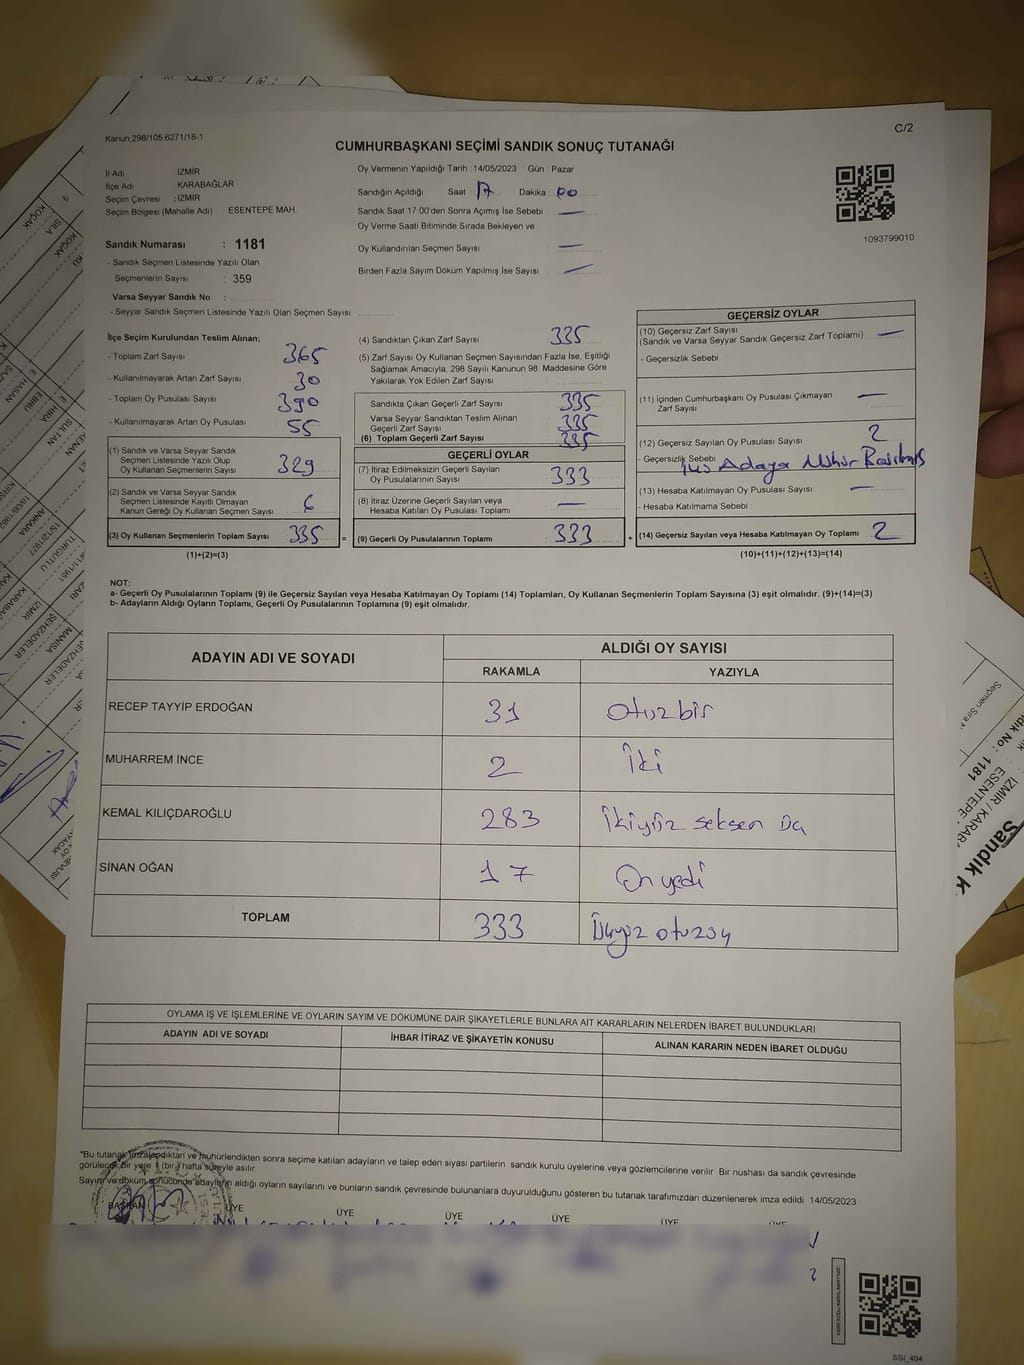 Kanun:298/105,6271/18-1
C/2
CUMHURBAŞKANI SEÇİMİ SANDIK SONUÇ TUTANAĞI
İl Adı İZMİR
İlçe Adı KARABAĞLAR
Seçim Çevresi : İZMİR
Seçim Bölgesi (Mahalle Adı) ESENTEPE MAH.
Oy Vermenin Yapıldığı Tarih : 14/05/2023 Gün : Pazar
Sandığın Açıldığı Saat : 17 Dakika : 00
Sandık Saat 17:00'den Sonra Açımış İse Sebebi : —
Oy Verme Saati Bitiminde Sırada Bekleyen ve
Oy Kullandırılan Seçmen Sayısı —
Birden Fazla Sayım Döküm Yapılmış İse Sayısı —
1093799010
Sandık Numarası : 1181
- Sandık Seçmen Listesinde Yazılı Olan
Seçmenlerin Sayısı : 359
Varsa Seyyar Sandık No :
- Seyyar Sandık Seçmen Listesinde Yazılı Olan Seçmen Sayısı
İlçe Seçim Kurulundan Teslim Alınan;
- Toplam Zarf Sayısı 365
- Kullanılmayarak Artan Zarf Sayısı 30
- Toplam Oy Pusulası Sayısı 390
- Kullanılmayarak Artan Oy Pusulası 55
(1) Sandık ve Varsa Seyyar Sandık
Seçmen Listesinde Yazılı Olup
Oy Kullanan Seçmenlerin Sayısı 329
(2) Sandık ve Varsa Seyyar Sandık
Seçmen Listesinde Kayıtlı Olmayan
Kanun Gereği Oy Kullanan Seçmen Sayısı 6
(3) Oy Kullanan Seçmenlerin Toplam Sayısı 335 =
(1)+(2)=(3)
(4) Sandıktan Çıkan Zarf Sayısı 335
(5) Zarf Sayısı Oy Kullanan Seçmen Sayısından Fazla İse, Eşitliği
Sağlamak Amacıyla; 298 Sayılı Kanunun 98. Maddesine Göre
Yakılarak Yok Edilen Zarf Sayısı
Sandıkta Çıkan Geçerli Zarf Sayısı 335
Varsa Seyyar Sandıktan Teslim Alınan
Geçerli Zarf Sayısı 335
(6) Toplam Geçerli Zarf Sayısı 335
GEÇERLİ OYLAR
(7) İtiraz Edilmeksizin Geçerli Sayılan
Oy Pusulalarının Sayısı 333
(8) İtiraz Üzerine Geçerli Sayılan veya
Hesaba Katılan Oy Pusulası Toplamı —
(9) Geçerli Oy Pusulalarının Toplamı 333 +
GEÇERSİZ OYLAR
(10) Geçersiz Zarf Sayısı
(Sandık ve Varsa Seyyar Sandık Geçersiz Zarf Toplamı) —
- Geçersizlik Sebebi
(11) İçinden Cumhurbaşkanı Oy Pusulası Çıkmayan
Zarf Sayısı —
(12) Geçersiz Sayılan Oy Pusulası Sayısı 2
- Geçersizlik Sebebi Adaya Mühür
(13) Hesaba Katılmayan Oy Pusulası Sayısı —
- Hesaba Katılmama Sebebi
(14) Geçersiz Sayılan veya Hesaba Katılmayan Oy Toplamı 2
(10)+(11)+(12)+(13)=(14)
NOT:
a- Geçerli Oy Pusulalarının Toplamı (9) ile Geçersiz Sayılan veya Hesaba Katılmayan Oy Toplamı (14) Toplamları, Oy Kullanan Seçmenlerin Toplam Sayısına (3) eşit olmalıdır. (9)+(14)=(3)
b- Adayların Aldığı Oyların Toplamı, Geçerli Oy Pusulalarının Toplamına (9) eşit olmalıdır.
ADAYIN ADI VE SOYADI ALDIĞI OY SAYISI
RAKAMLA YAZIYLA
RECEP TAYYİP ERDOĞAN 31 otuzbir
MUHARREM İNCE 2 İki
KEMAL KILIÇDAROĞLU 283 İkiyüz seksen üç
SİNAN OĞAN 17 On yedi
TOPLAM 333 Üçyüz otuzüç
OYLAMA İŞ VE İŞLEMLERİNE VE OYLARIN SAYIM VE DÖKÜMÜNE DAİR ŞİKAYETLERLE BUNLARA AİT KARARLARIN NELERDEN İBARET BULUNDUKLARI
ADAYIN ADI VE SOYADI İHBAR İTİRAZ VE ŞİKAYETİN KONUSU ALINAN KARARIN NEDEN İBARET OLDUĞU
*Bu tutanak imzalandıktan ve mühürlendikten sonra seçime katılan adayların ve talep eden siyasi partilerin sandık kurulu üyelerine veya gözlemcilerine verilir. Bir nüshası da sandık çevresinde
görülecek bir yere 1 (bir) hafta süreyle asılır.
Sayım ve döküm sonucunda adayların aldığı oyların sayılarını ve bunların sandık çevresinde bulunanlara duyurulduğunu gösteren bu tutanak tarafımızdan düzenlenerek imza edildi. 14/05/2023
BAŞKAN ÜYE ÜYE ÜYE ÜYE ÜYE ÜYE
SSI_404
Sandık K
ESENTEPE
No : 1181
KOÇAK
SILA
KOÇAK
HASAN
EBRU
HIRA
SULTAN
ANKARA
15/12/1977
TURGUTLU
İZMİR
ŞEHZADELER
MANİSA
ŞEHZADELER